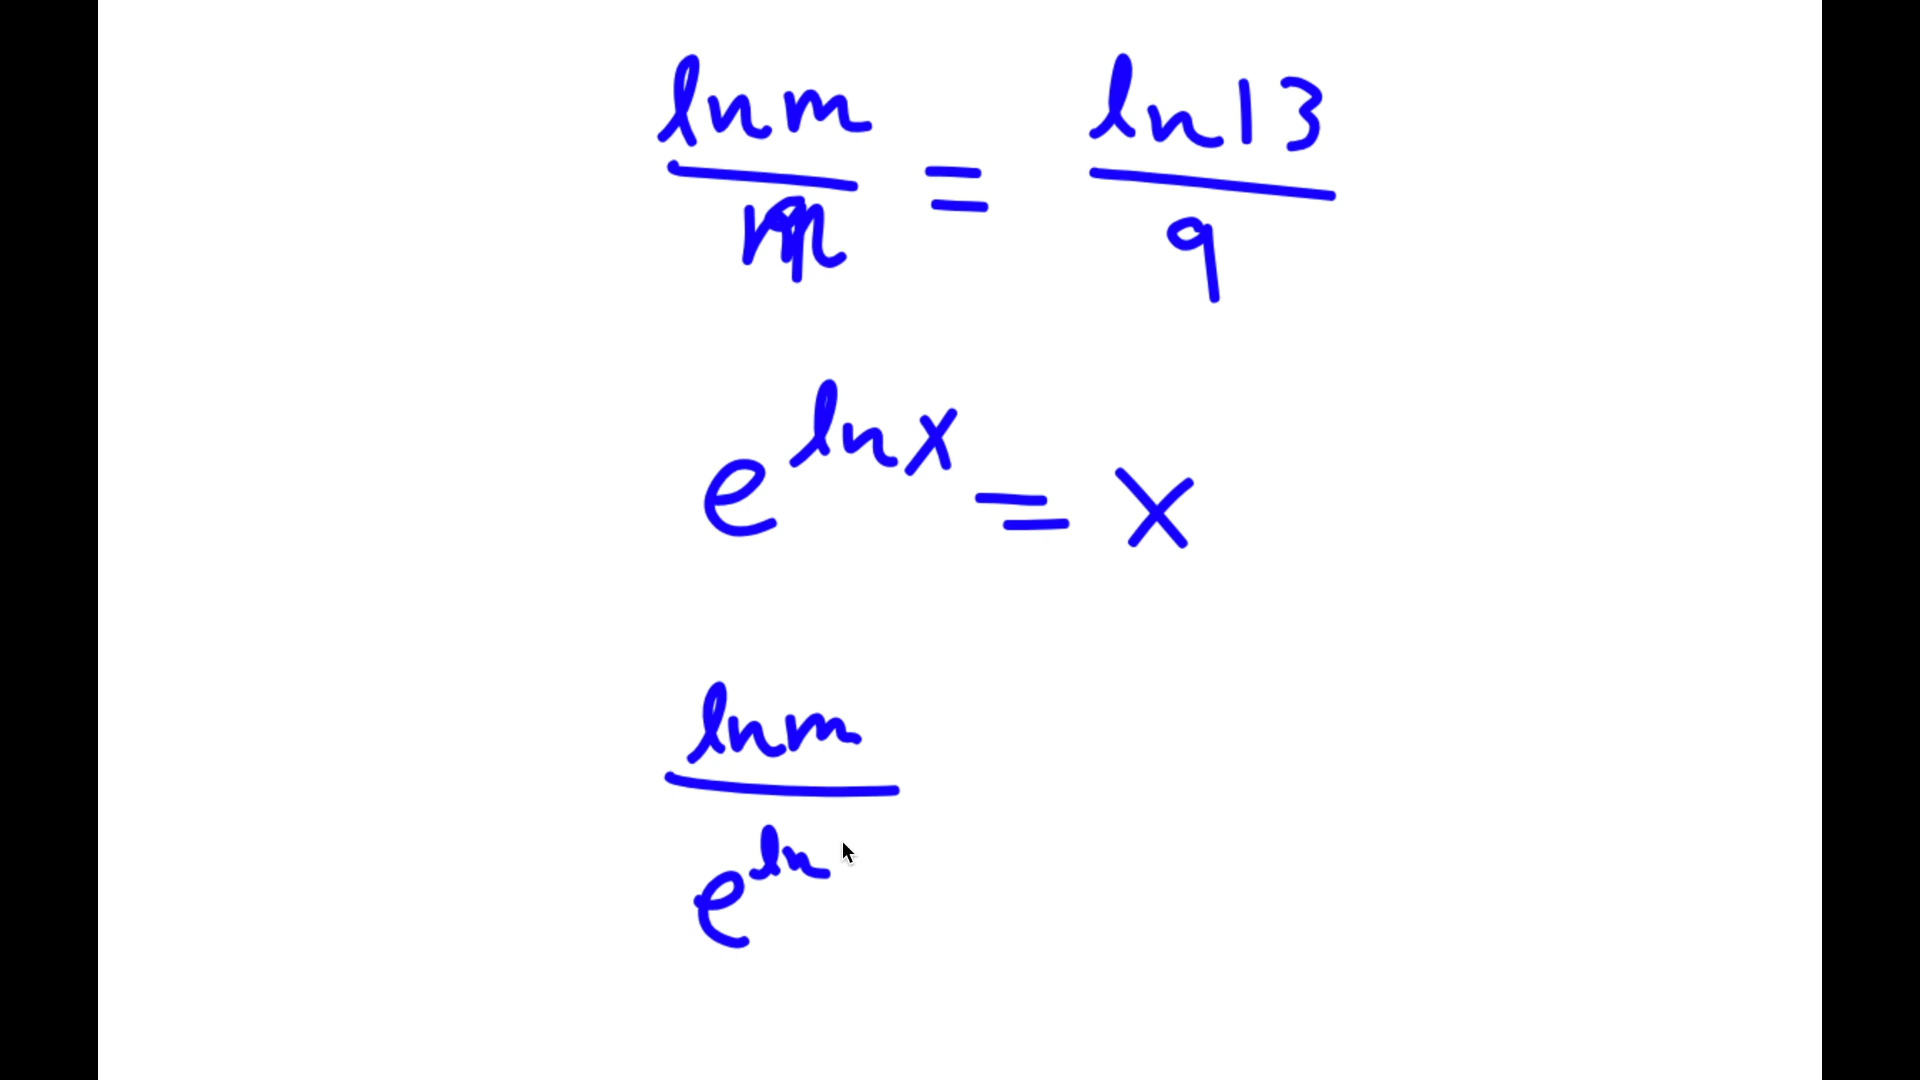 ln m / m = ln 13 / 9
e^{ln x} = x
ln m / e^{ln